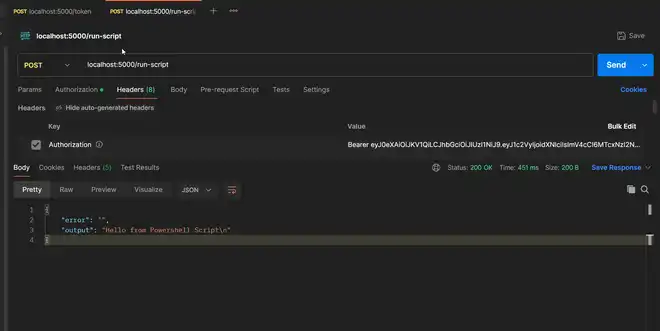 POST localhost:5000/token POST localhost:5000/run-scri
localhost:5000/run-script Save
POST localhost:5000/run-script Send
Params Authorization Headers (8) Body Pre-request Script Tests Settings Cookies
Headers Hide auto-generated headers
Key Value Bulk Edit
Authorization Bearer
Body Cookies Headers (5) Test Results Status: 200 OK Time: 451 ms Size: 200 B Save Response
Pretty Raw Preview Visualize JSON
1 {
2 "error": "",
3 "output": "Hello from Powershell Script\n"
4 }